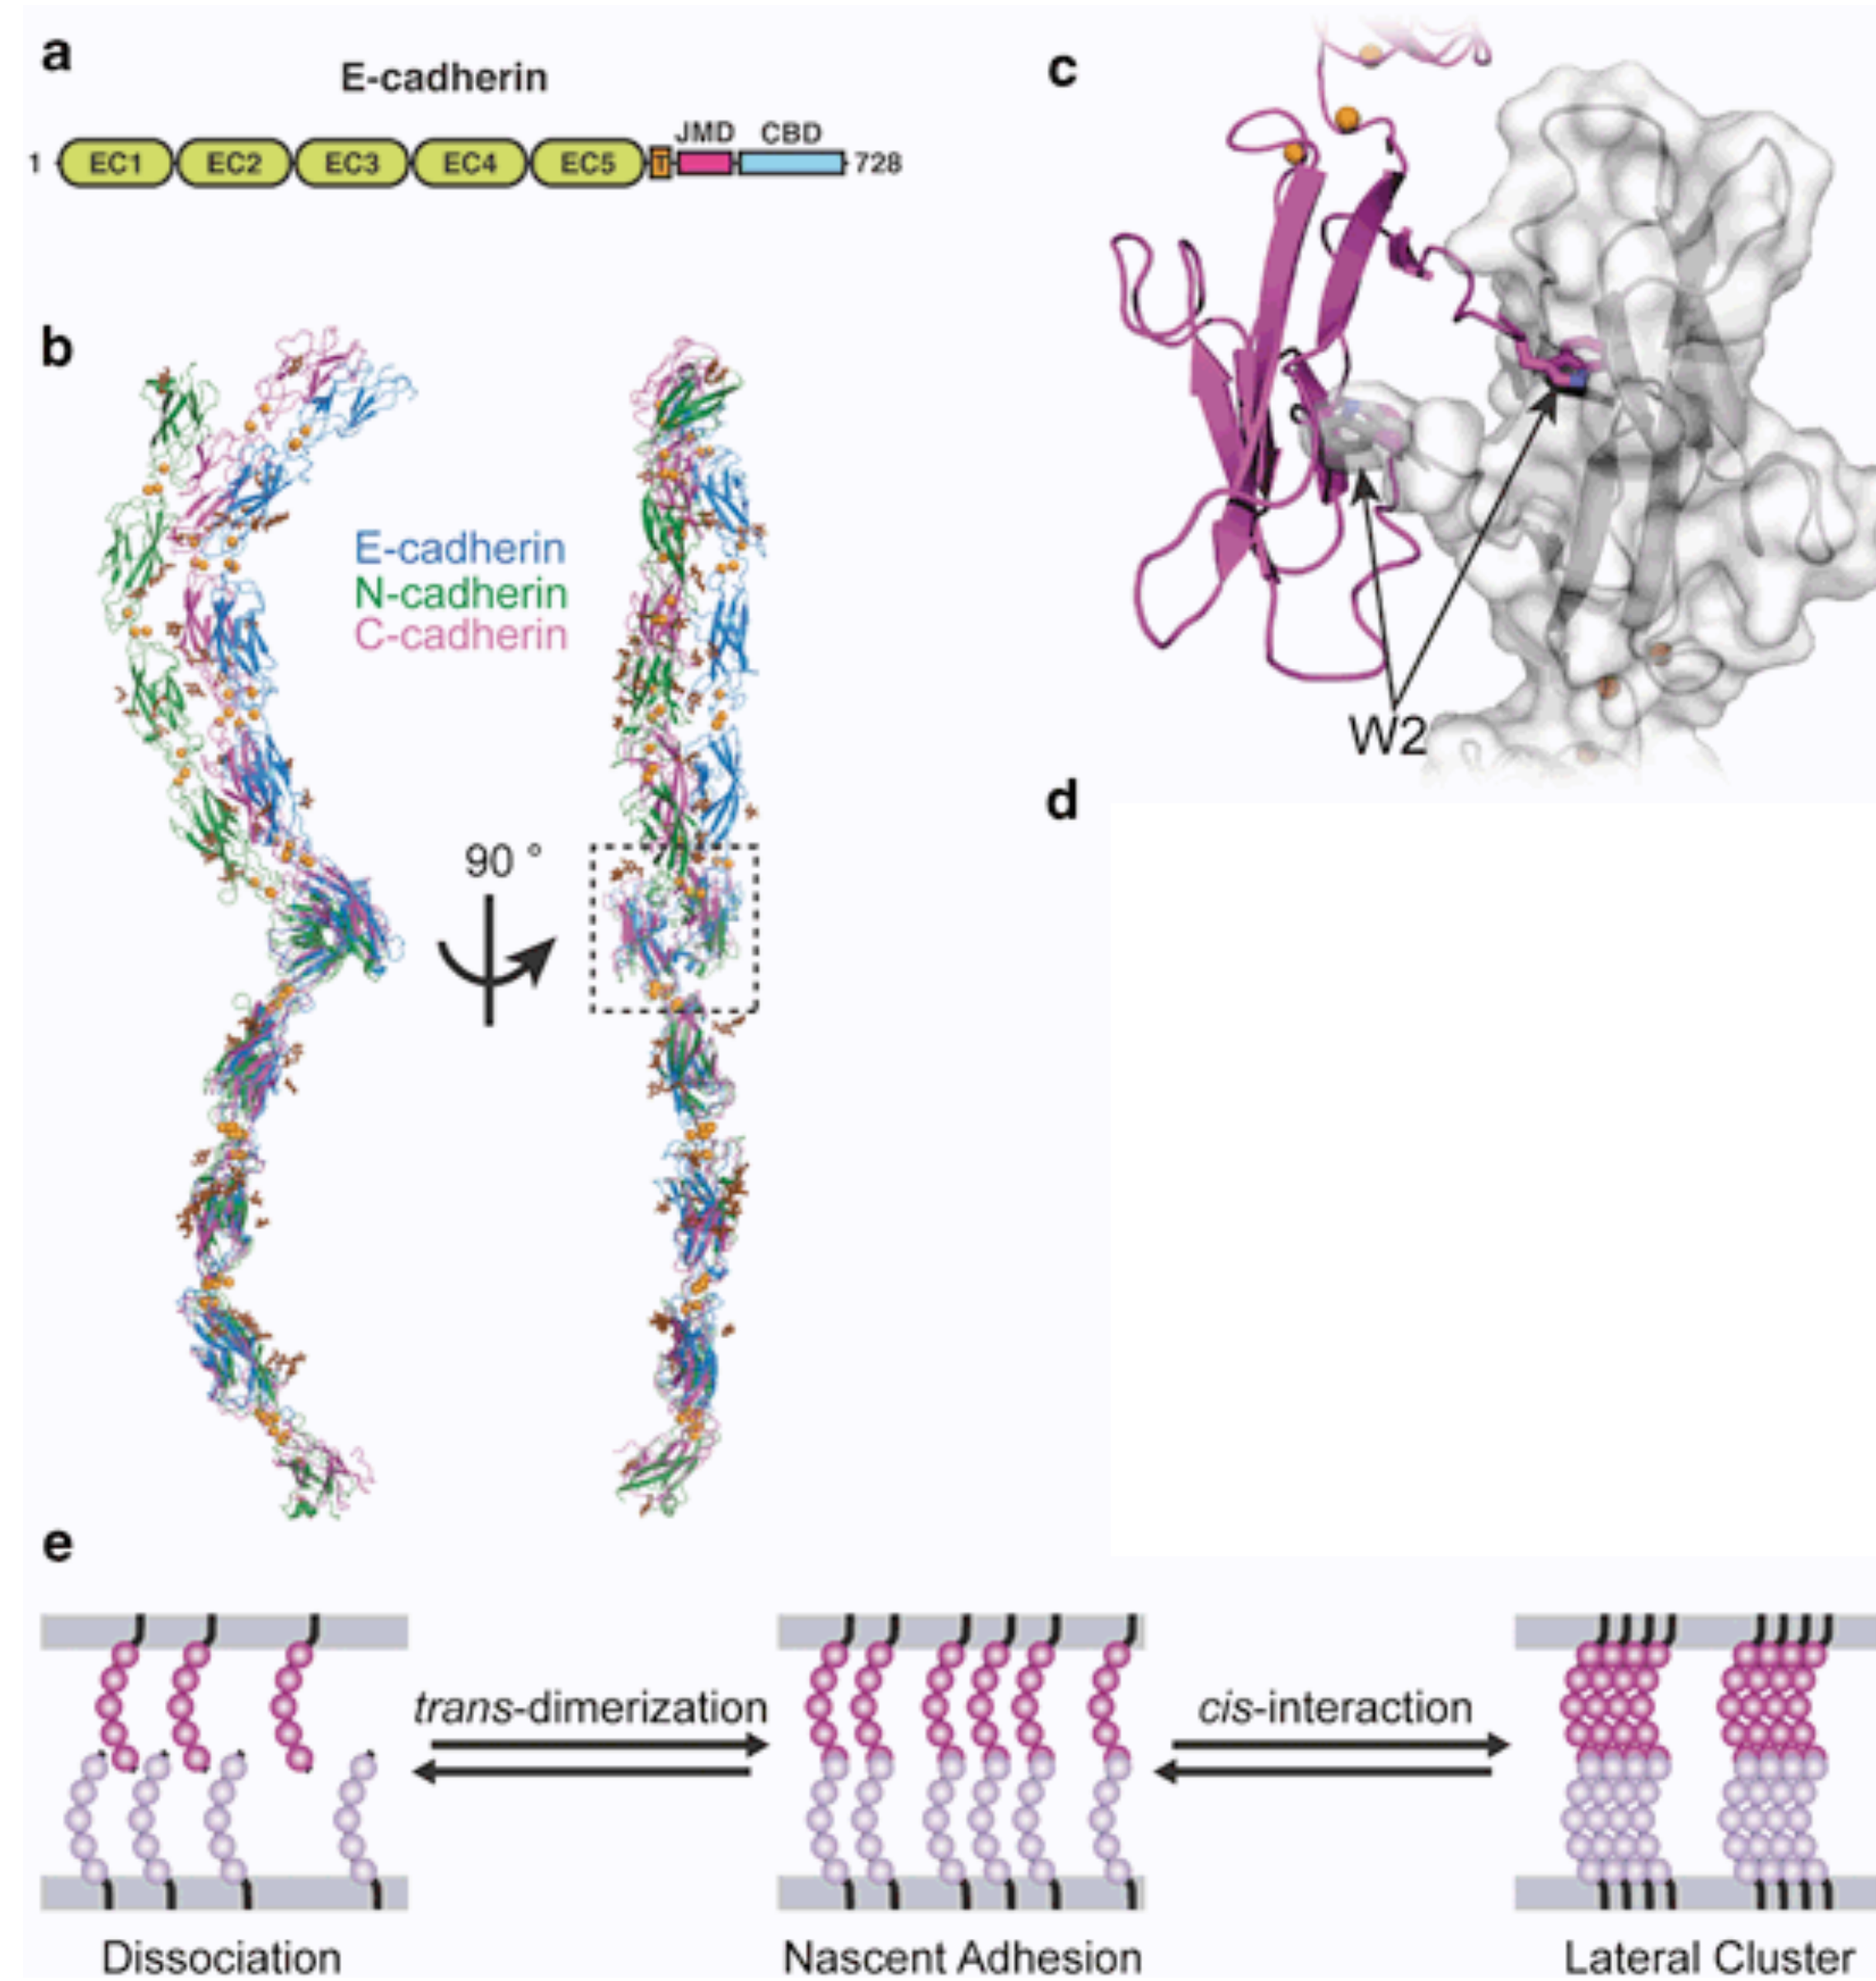 a
E-cadherin
JMD CBD
1 EC1 EC2 EC3 EC4 EC5 T 728
b
E-cadherin
N-cadherin
C-cadherin
90 °
c
W2
d
e
trans-dimerization
cis-interaction
Dissociation
Nascent Adhesion
Lateral Cluster